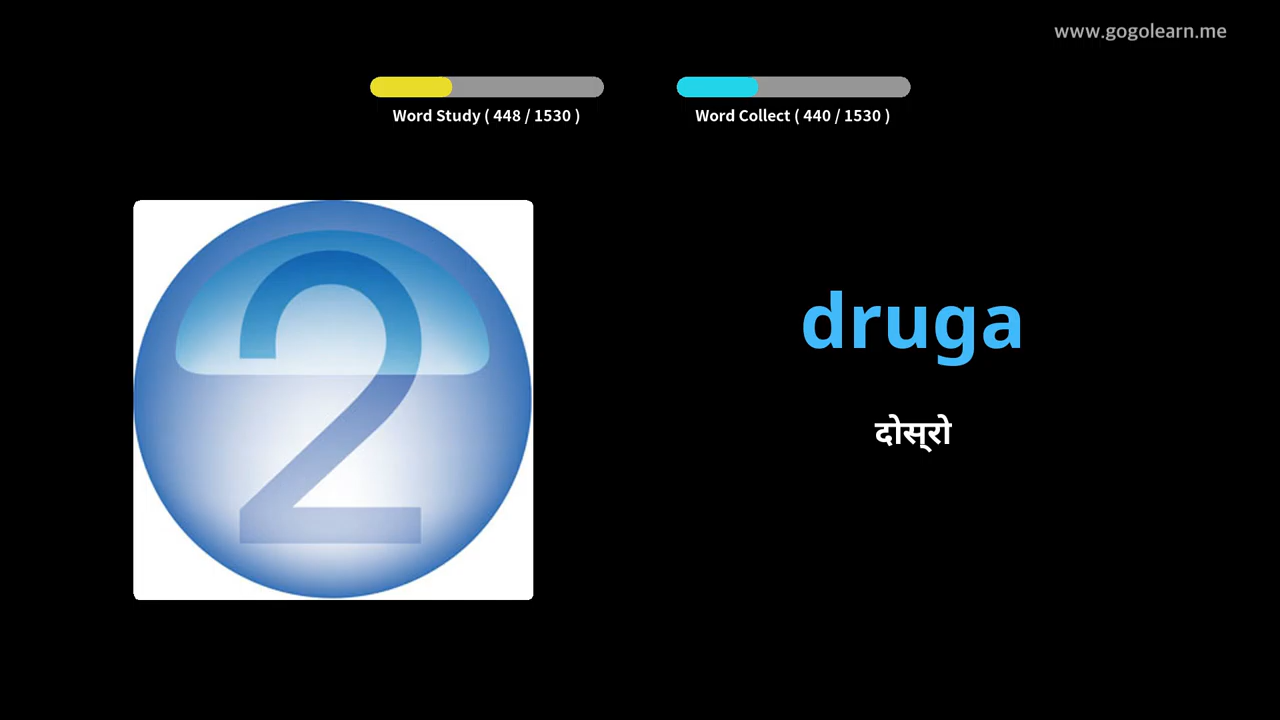 www.gogolearn.me
Word Study ( 448 / 1530 )
Word Collect ( 440 / 1530 )
2
druga
दोस्रो